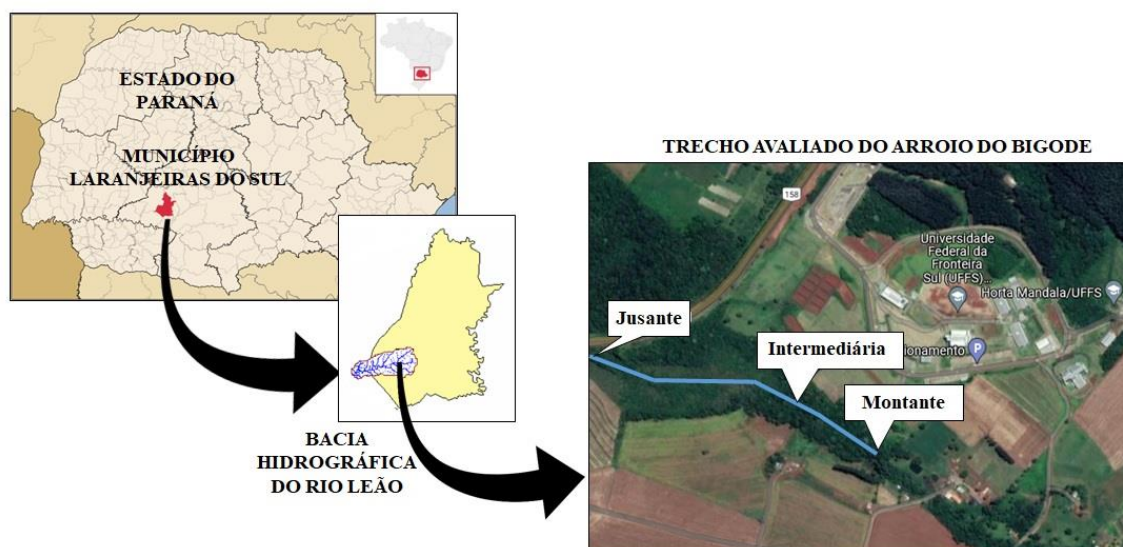 ESTADO DO
PARANÁ
MUNICÍPIO
LARANJEIRAS DO SUL
BACIA
HIDROGRÁFICA
DO RIO LEÃO
TRECHO AVALIADO DO ARROIO DO BIGODE
158
Universidade
Federal da
Fronteira
Sul (UFFS)...
Horta Mandala/UFFS
Jusante
Intermediária
ionamento P
Montante